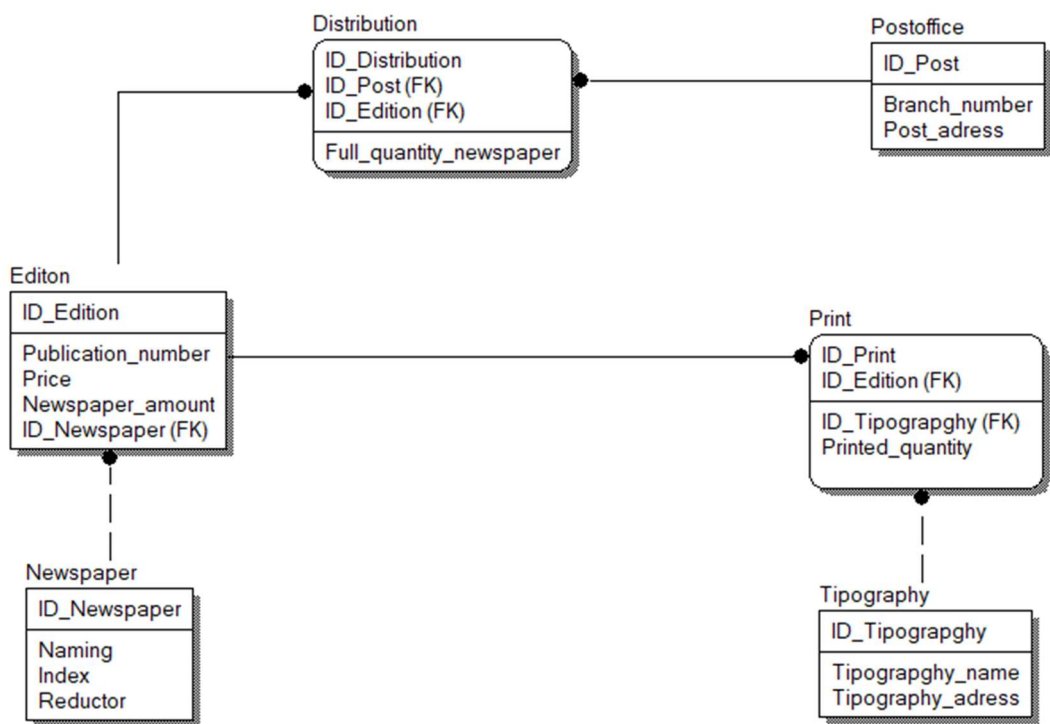 Distribution
ID_Distribution
ID_Post (FK)
ID_Edition (FK)
Full_quantity_newspaper
Postoffice
ID_Post
Branch_number
Post_adress
Editon
ID_Edition
Publication_number
Price
Newspaper_amount
ID_Newspaper (FK)
Print
ID_Print
ID_Edition (FK)
ID_Tipograpghy (FK)
Printed_quantity
Newspaper
ID_Newspaper
Naming
Index
Reductor
Tipography
ID_Tipograpghy
Tipograpghy_name
Tipography_adress